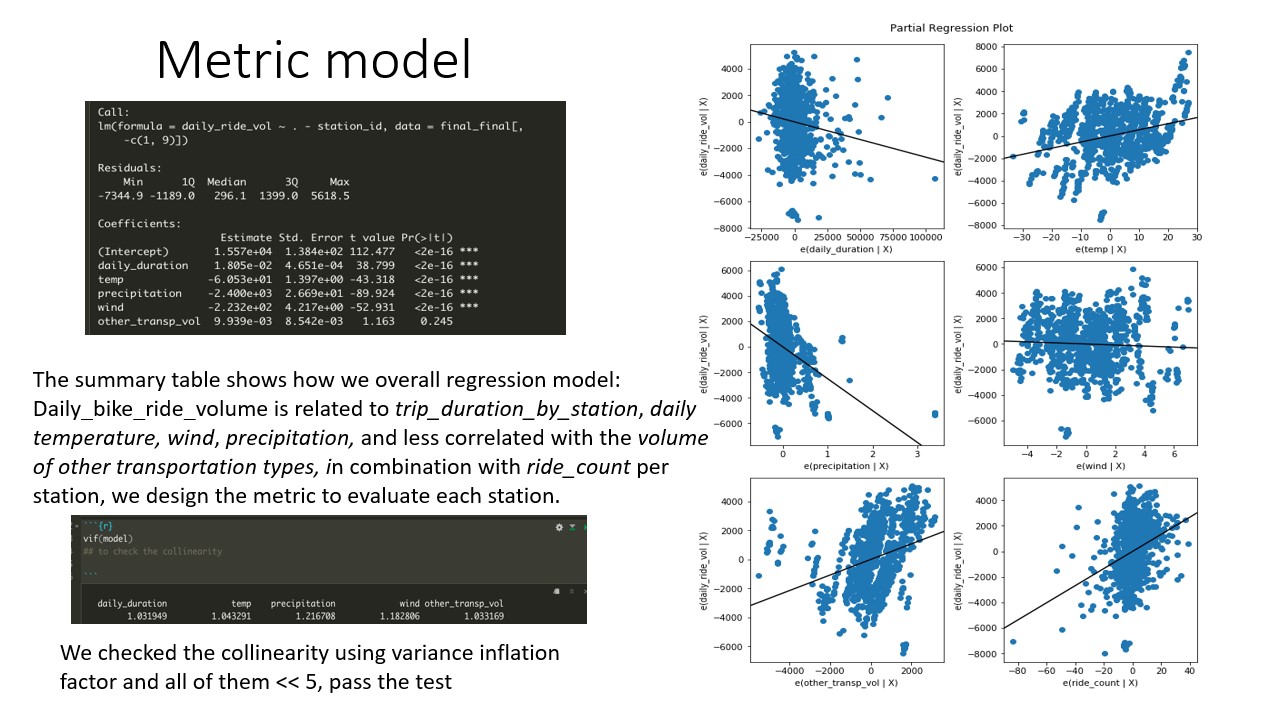 Metric model
Call:
lm(formula = daily_ride_vol ~ . - station_id, data = final_final[,
-c(1, 9)])
Residuals:
Min 1Q Median 3Q Max
-7344.9 -1189.0 296.1 1399.0 5618.5
Coefficients:
Estimate Std. Error t value Pr(>|t|)
(Intercept) 1.557e+04 1.384e+02 112.477 <2e-16 ***
daily_duration 1.805e-02 4.651e-04 38.799 <2e-16 ***
temp -6.053e+01 1.397e+00 -43.318 <2e-16 ***
precipitation -2.400e+03 2.669e+01 -89.924 <2e-16 ***
wind -2.232e+02 4.217e+00 -52.931 <2e-16 ***
other_transp_vol 9.939e-03 8.542e-03 1.163 0.245
The summary table shows how we overall regression model:
Daily_bike_ride_volume is related to trip_duration_by_station, daily
temperature, wind, precipitation, and less correlated with the volume
of other transportation types, in combination with ride_count per
station, we design the metric to evaluate each station.
```{r}
vif(model)
## to check the collinearity
```
daily_duration temp precipitation wind other_transp_vol
1.031949 1.043291 1.216708 1.182806 1.033169
We checked the collinearity using variance inflation
factor and all of them << 5, pass the test
Partial Regression Plot
e(daily_ride_vol | X)
4000
2000
0
−2000
−4000
−6000
−8000
−25000 0 25000 50000 75000 100000
e(daily_duration | X)
e(daily_ride_vol | X)
8000
6000
4000
2000
0
−2000
−4000
−6000
−8000
−30 −20 −10 0 10 20 30
e(temp | X)
e(daily_ride_vol | X)
6000
4000
2000
0
−2000
−4000
−6000
0 1 2 3
e(precipitation | X)
e(daily_ride_vol | X)
6000
4000
2000
0
−2000
−4000
−6000
−4 −2 0 2 4 6
e(wind | X)
e(daily_ride_vol | X)
4000
2000
0
−2000
−4000
−6000
−4000 −2000 0 2000
e(other_transp_vol | X)
e(daily_ride_vol | X)
4000
2000
0
−2000
−4000
−6000
−8000
−80 −60 −40 −20 0 20 40
e(ride_count | X)